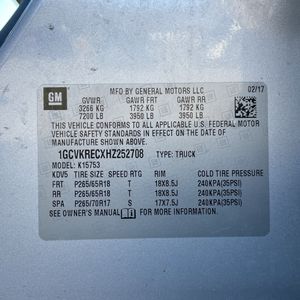 GM
MFD BY GENERAL MOTORS LLC
02/17
GVWR GAWR FRT GAWR RR
3266 KG 1792 KG 1792 KG
7200 LB 3950 LB 3950 LB
THIS VEHICLE CONFORMS TO ALL APPLICABLE U.S. FEDERAL MOTOR
VEHICLE SAFETY STANDARDS IN EFFECT ON THE DATE OF
MANUFACTURE SHOWN ABOVE.
1GCVKRECXHZ252708 TYPE: TRUCK
MODEL: K15753
KDV5 TIRE SIZE SPEED RTG RIM COLD TIRE PRESSURE
FRT P265/65R18 T 18X8.5J 240KPA(35PSI)
RR P265/65R18 T 18X8.5J 240KPA(35PSI)
SPA P265/70R17 S 17X7.5J 240KPA(35PSI)
SEE OWNER'S MANUAL FOR MORE INFORMATION.